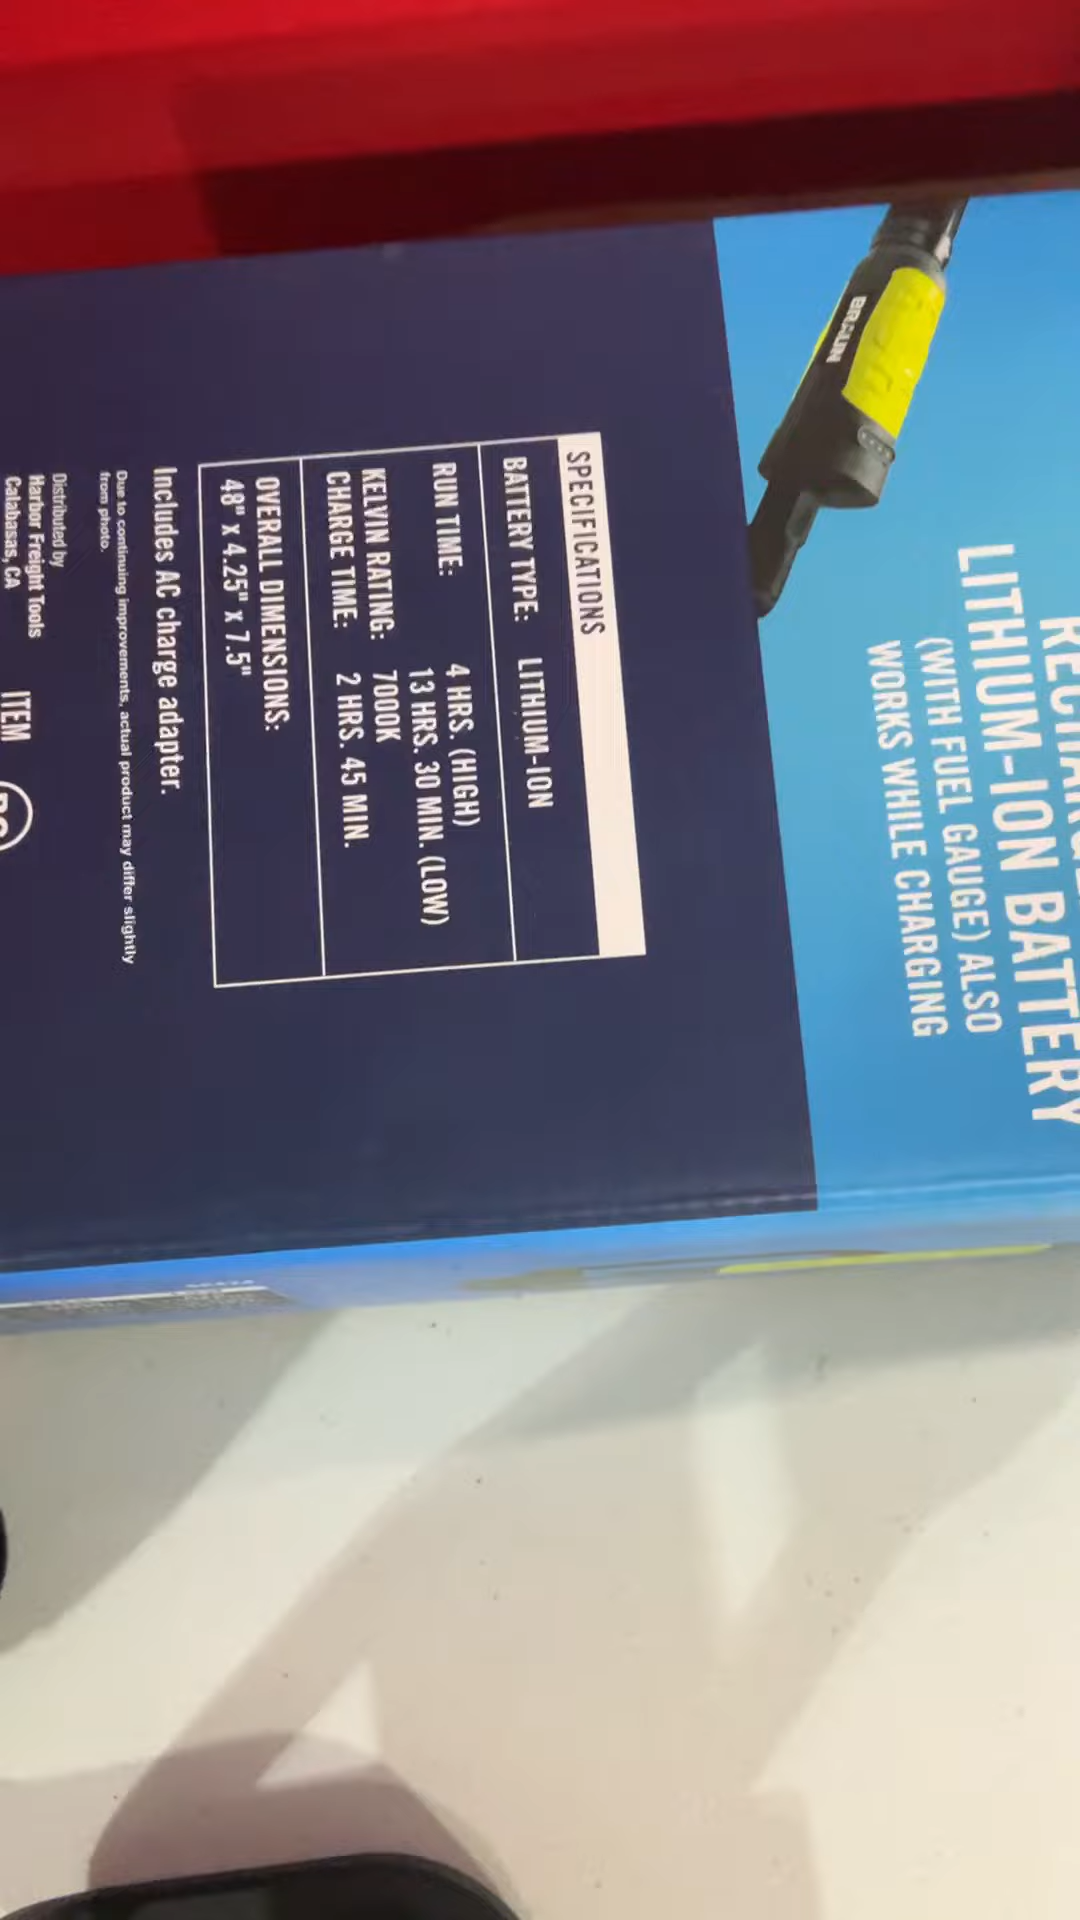 LITHIUM-ION BATTERY
(WITH FUEL GAUGE) ALSO
WORKS WHILE CHARGING
BRAUN
SPECIFICATIONS
BATTERY TYPE: LITHIUM-ION
RUN TIME: 4 HRS. (HIGH)
13 HRS. 30 MIN. (LOW)
KELVIN RATING: 7000K
CHARGE TIME: 2 HRS. 45 MIN.
OVERALL DIMENSIONS:
48" x 4.25" x 7.5"
Includes AC charge adapter.
Due to continuing improvements, actual product may differ slightly
from photo.
Distributed by
Harbor Freight Tools
Calabasas, CA
ITEM